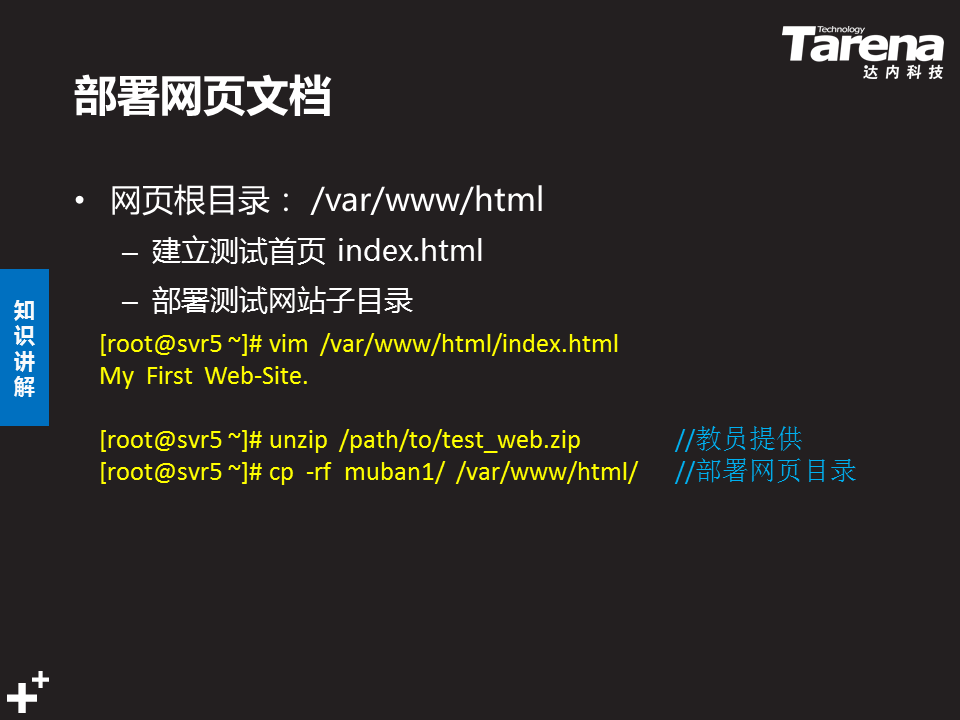 Technology
Tarena
达内科技
部署网页文档
• 网页根目录： /var/www/html
– 建立测试首页 index.html
– 部署测试网站子目录
知识讲解
[root@svr5 ~]# vim /var/www/html/index.html
My First Web-Site.
[root@svr5 ~]# unzip /path/to/test_web.zip //教员提供
[root@svr5 ~]# cp -rf muban1/ /var/www/html/ //部署网页目录